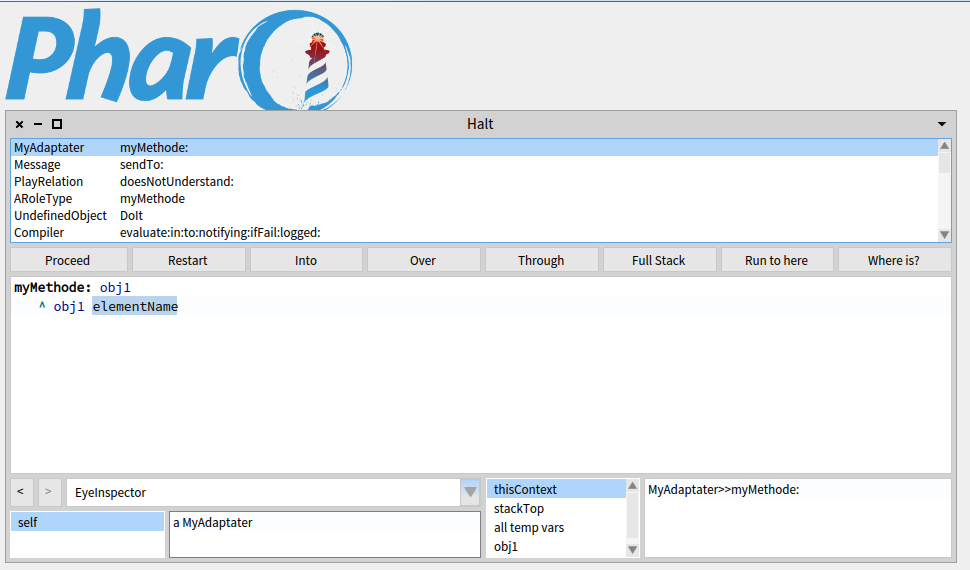 Pharo
Halt
MyAdaptater myMethode:
Message sendTo:
PlayRelation doesNotUnderstand:
ARoleType myMethode
UndefinedObject DoIt
Compiler evaluate:in:to:notifying:ifFail:logged:
Proceed Restart Into Over Through Full Stack Run to here Where is?
myMethode: obj1
^ obj1 elementName
< > EyeInspector
self
a MyAdaptater
thisContext
stackTop
all temp vars
obj1
MyAdaptater>>myMethode: